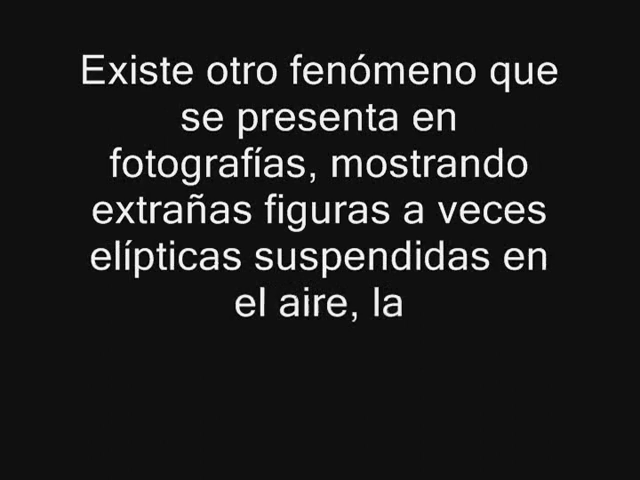 Existe otro fenómeno que
se presenta en
fotografías, mostrando
extrañas figuras a veces
elípticas suspendidas en
el aire, la